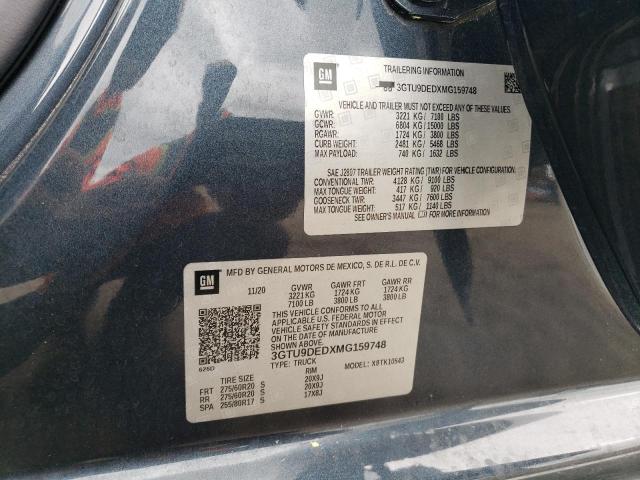 GM
TRAILERING INFORMATION
3GTU9DEDXMG159748
VEHICLE AND TRAILER MUST NOT EXCEED ANY OF THESE VALUES.
GVWR: 3221 KG/ 7100 LBS
GCWR: 6804 KG/ 15000 LBS
RGAWR: 1724 KG/ 3800 LBS
CURB WEIGHT: 2481 KG/ 5468 LBS
MAX PAYLOAD: 740 KG/ 1632 LBS
SAE J2807 TRAILER WEIGHT RATING (TWR) FOR VEHICLE CONFIGURATION.
CONVENTIONAL TWR: 4128 KG/ 9100 LBS
MAX TONGUE WEIGHT: 417 KG/ 920 LBS
GOOSENECK TWR: 3447 KG/ 7600 LBS
MAX TONGUE WEIGHT: 517 KG/ 1140 LBS
SEE OWNER'S MANUAL FOR MORE INFORMATION.
GM
MFD BY GENERAL MOTORS DE MEXICO, S. DE R.L. DE C.V.
11/20 GVWR GAWR FRT GAWR RR
3221 KG 1724 KG 1724 KG
7100 LB 3800 LB 3800 LB
THIS VEHICLE CONFORMS TO ALL
APPLICABLE U.S. FEDERAL MOTOR
VEHICLE SAFETY STANDARDS IN EFFECT
ON THE DATE OF MANUFACTURE
SHOWN ABOVE.
3GTU9DEDXMG159748
626D TYPE: TRUCK MODEL: X8TK10543
TIRE SIZE RIM
FRT 275/60R20 S 20X9J
RR 275/60R20 S 20X9J
SPA 255/80R17 S 17X8J